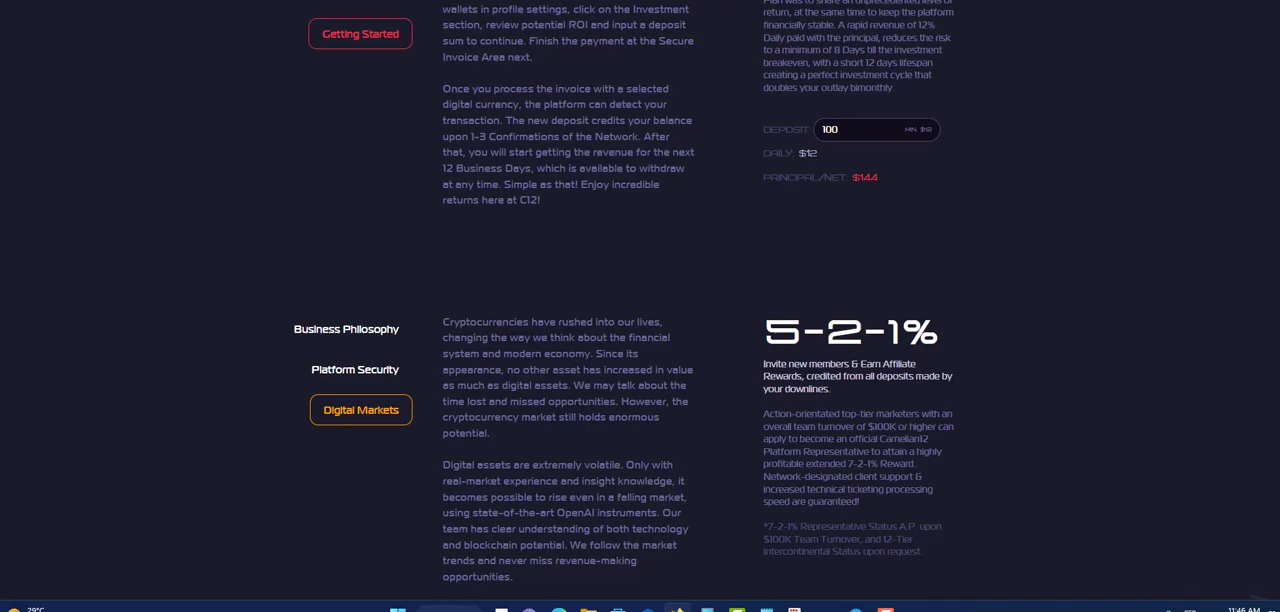 wallets in profile settings, click on the Investment
section, review potential ROI and input a deposit
sum to continue. Finish the payment at the Secure
Invoice Area next.
Getting Started
Once you process the invoice with a selected
digital currency, the platform can detect your
transaction. The new deposit credits your balance
upon 1-3 Confirmations of the Network. After
that, you will start getting the revenue for the next
12 Business Days, which is available to withdraw
at any time. Simple as that! Enjoy incredible
returns here at C12!
Plan was to share an unprecedented level of
return, at the same time to keep the platform
financially stable. A rapid revenue of 12%
Daily paid with the principal, reduces the risk
to a minimum of 8 Days till the investment
breakeven, with a short 12 days lifespan
creating a perfect investment cycle that
doubles your outlay bimonthly
DEPOSIT 100 MIN $12
DAILY: $12
PRINCIPAL/NET: $144
Business Philosophy
Platform Security
Digital Markets
Cryptocurrencies have rushed into our lives,
changing the way we think about the financial
system and modern economy. Since its
appearance, no other asset has increased in value
as much as digital assets. We may talk about the
time lost and missed opportunities. However, the
cryptocurrency market still holds enormous
potential.
Digital assets are extremely volatile. Only with
real-market experience and insight knowledge, it
becomes possible to rise even in a falling market,
using state-of-the-art OpenAI instruments. Our
team has clear understanding of both technology
and blockchain potential. We follow the market
trends and never miss revenue-making
opportunities.
5-2-1%
Invite new members & Earn Affiliate
Rewards, credited from all deposits made by
your downlines.
Action-orientated top-tier marketers with an
overall team turnover of $100K or higher can
apply to become an official Carnelian12
Platform Representative to attain a highly
profitable extended 7-2-1% Reward.
Network-designated client support &
increased technical ticketing processing
speed are guaranteed!
*7-2-1% Representative Status A.P. upon
$100K Team Turnover, and 12-Tier
Intercontinental Status upon request.
29°C
11:46 AM